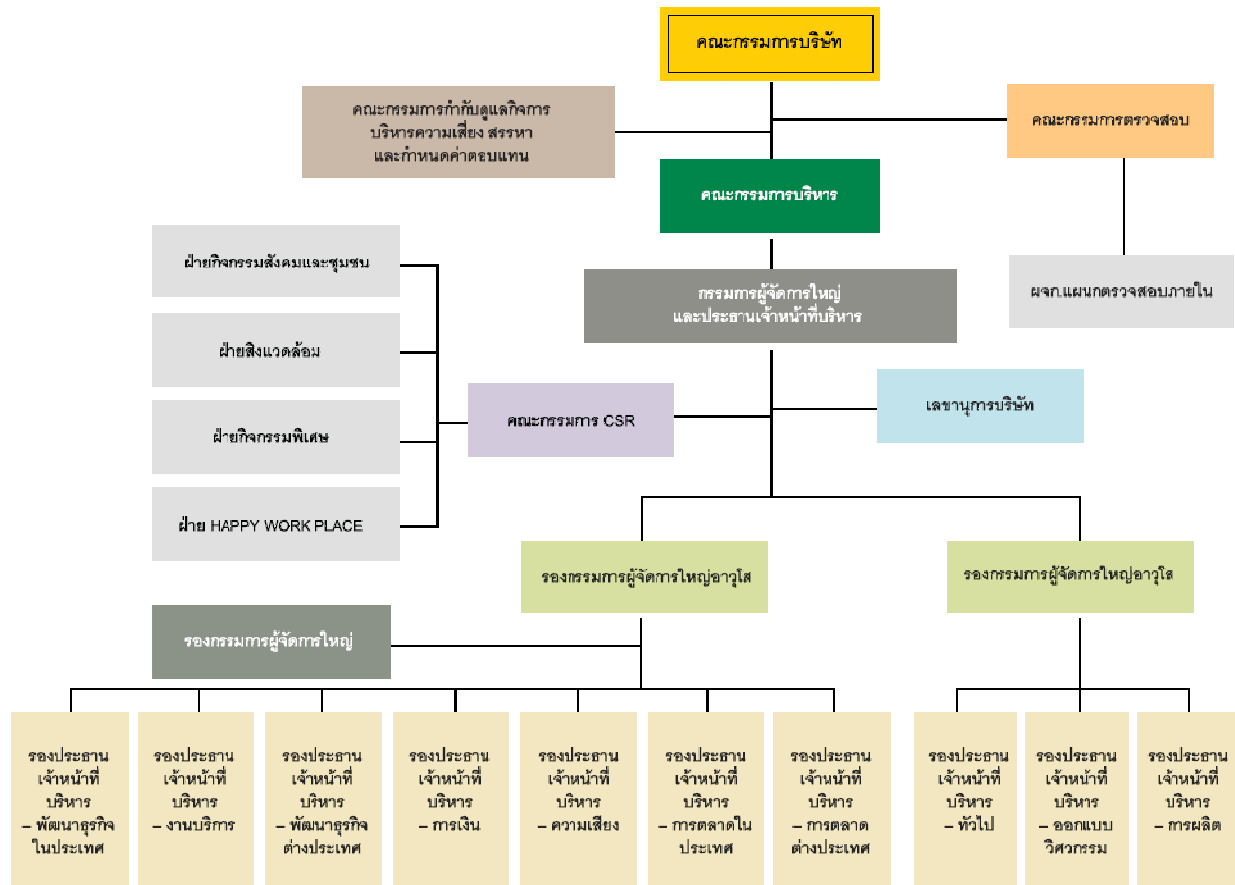 คณะกรรมการบริษัท
คณะกรรมการกำกับดูแลกิจการ
บริหารความเสี่ยง สรรหา
และกำหนดค่าตอบแทน
คณะกรรมการตรวจสอบ
คณะกรรมการบริหาร
ฝ่ายกิจกรรมสังคมและชุมชน
กรรมการผู้จัดการใหญ่
และประธานเจ้าหน้าที่บริหาร
ผจก.แผนกตรวจสอบภายใน
ฝ่ายสิ่งแวดล้อม
คณะกรรมการ CSR
เลขานุการบริษัท
ฝ่ายกิจกรรมพิเศษ
ฝ่าย HAPPY WORK PLACE
รองกรรมการผู้จัดการใหญ่อาวุโส
รองกรรมการผู้จัดการใหญ่อาวุโส
รองกรรมการผู้จัดการใหญ่
รองประธาน
เจ้าหน้าที่
บริหาร
– พัฒนาธุรกิจ
ในประเทศ
รองประธาน
เจ้าหน้าที่
บริหาร
– งานบริการ
รองประธาน
เจ้าหน้าที่
บริหาร
– พัฒนาธุรกิจ
ต่างประเทศ
รองประธาน
เจ้าหน้าที่
บริหาร
– การเงิน
รองประธาน
เจ้าหน้าที่
บริหาร
– ความเสี่ยง
รองประธาน
เจ้าหน้าที่
บริหาร
– การตลาดใน
ประเทศ
รองประธาน
เจ้าหน้าที่
บริหาร
– การตลาด
ต่างประเทศ
รองประธาน
เจ้าหน้าที่
บริหาร
– ทั่วไป
รองประธาน
เจ้าหน้าที่
บริหาร
– ออกแบบ
วิศวกรรม
รองประธาน
เจ้าหน้าที่
บริหาร
– การผลิต